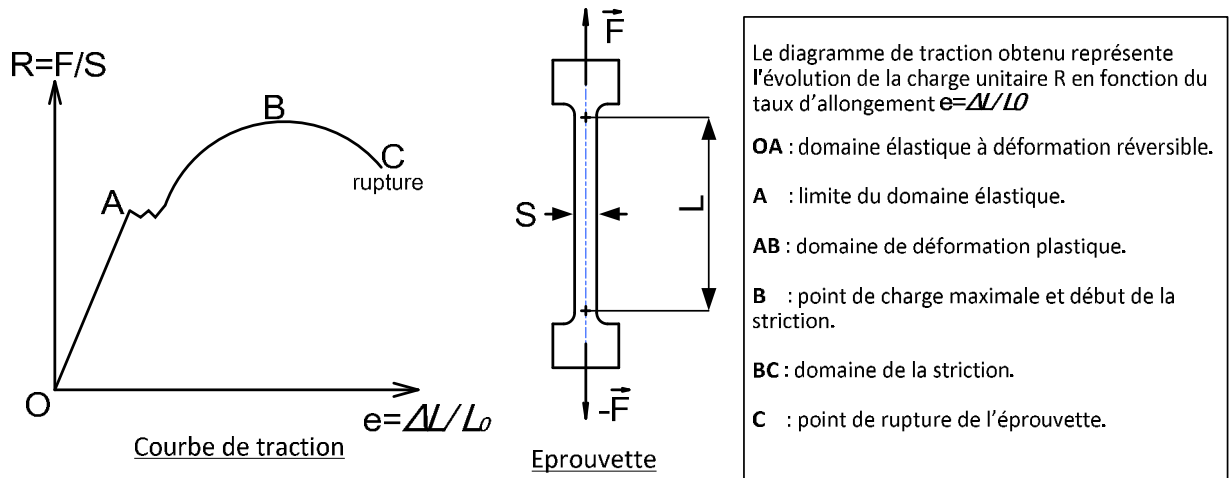 R=F/S
A
B
C
rupture
O
e=ΔL/L0
Courbe de traction
F
S
L
-F
Eprouvette
Le diagramme de traction obtenu représente
l'évolution de la charge unitaire R en fonction du
taux d'allongement e=ΔL/L0
OA : domaine élastique à déformation réversible.
A : limite du domaine élastique.
AB : domaine de déformation plastique.
B : point de charge maximale et début de la
striction.
BC : domaine de la striction.
C : point de rupture de l'éprouvette.